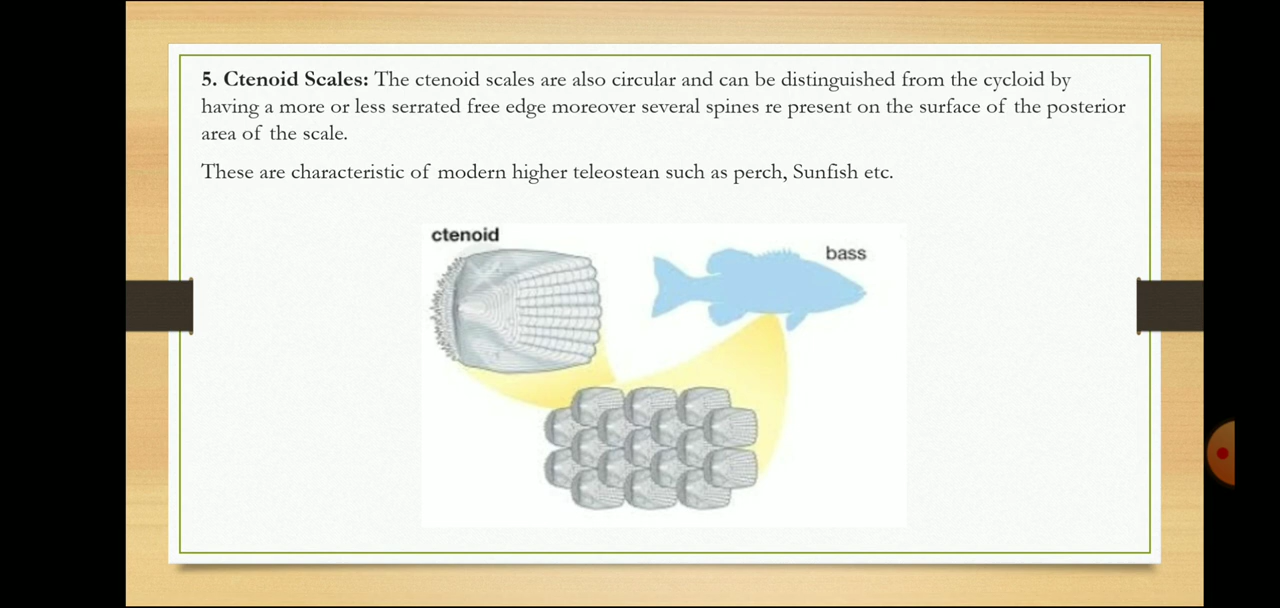 5. Ctenoid Scales: The ctenoid scales are also circular and can be distinguished from the cycloid by
having a more or less serrated free edge moreover several spines re present on the surface of the posterior
area of the scale.
These are characteristic of modern higher teleostean such as perch, Sunfish etc.
ctenoid
bass